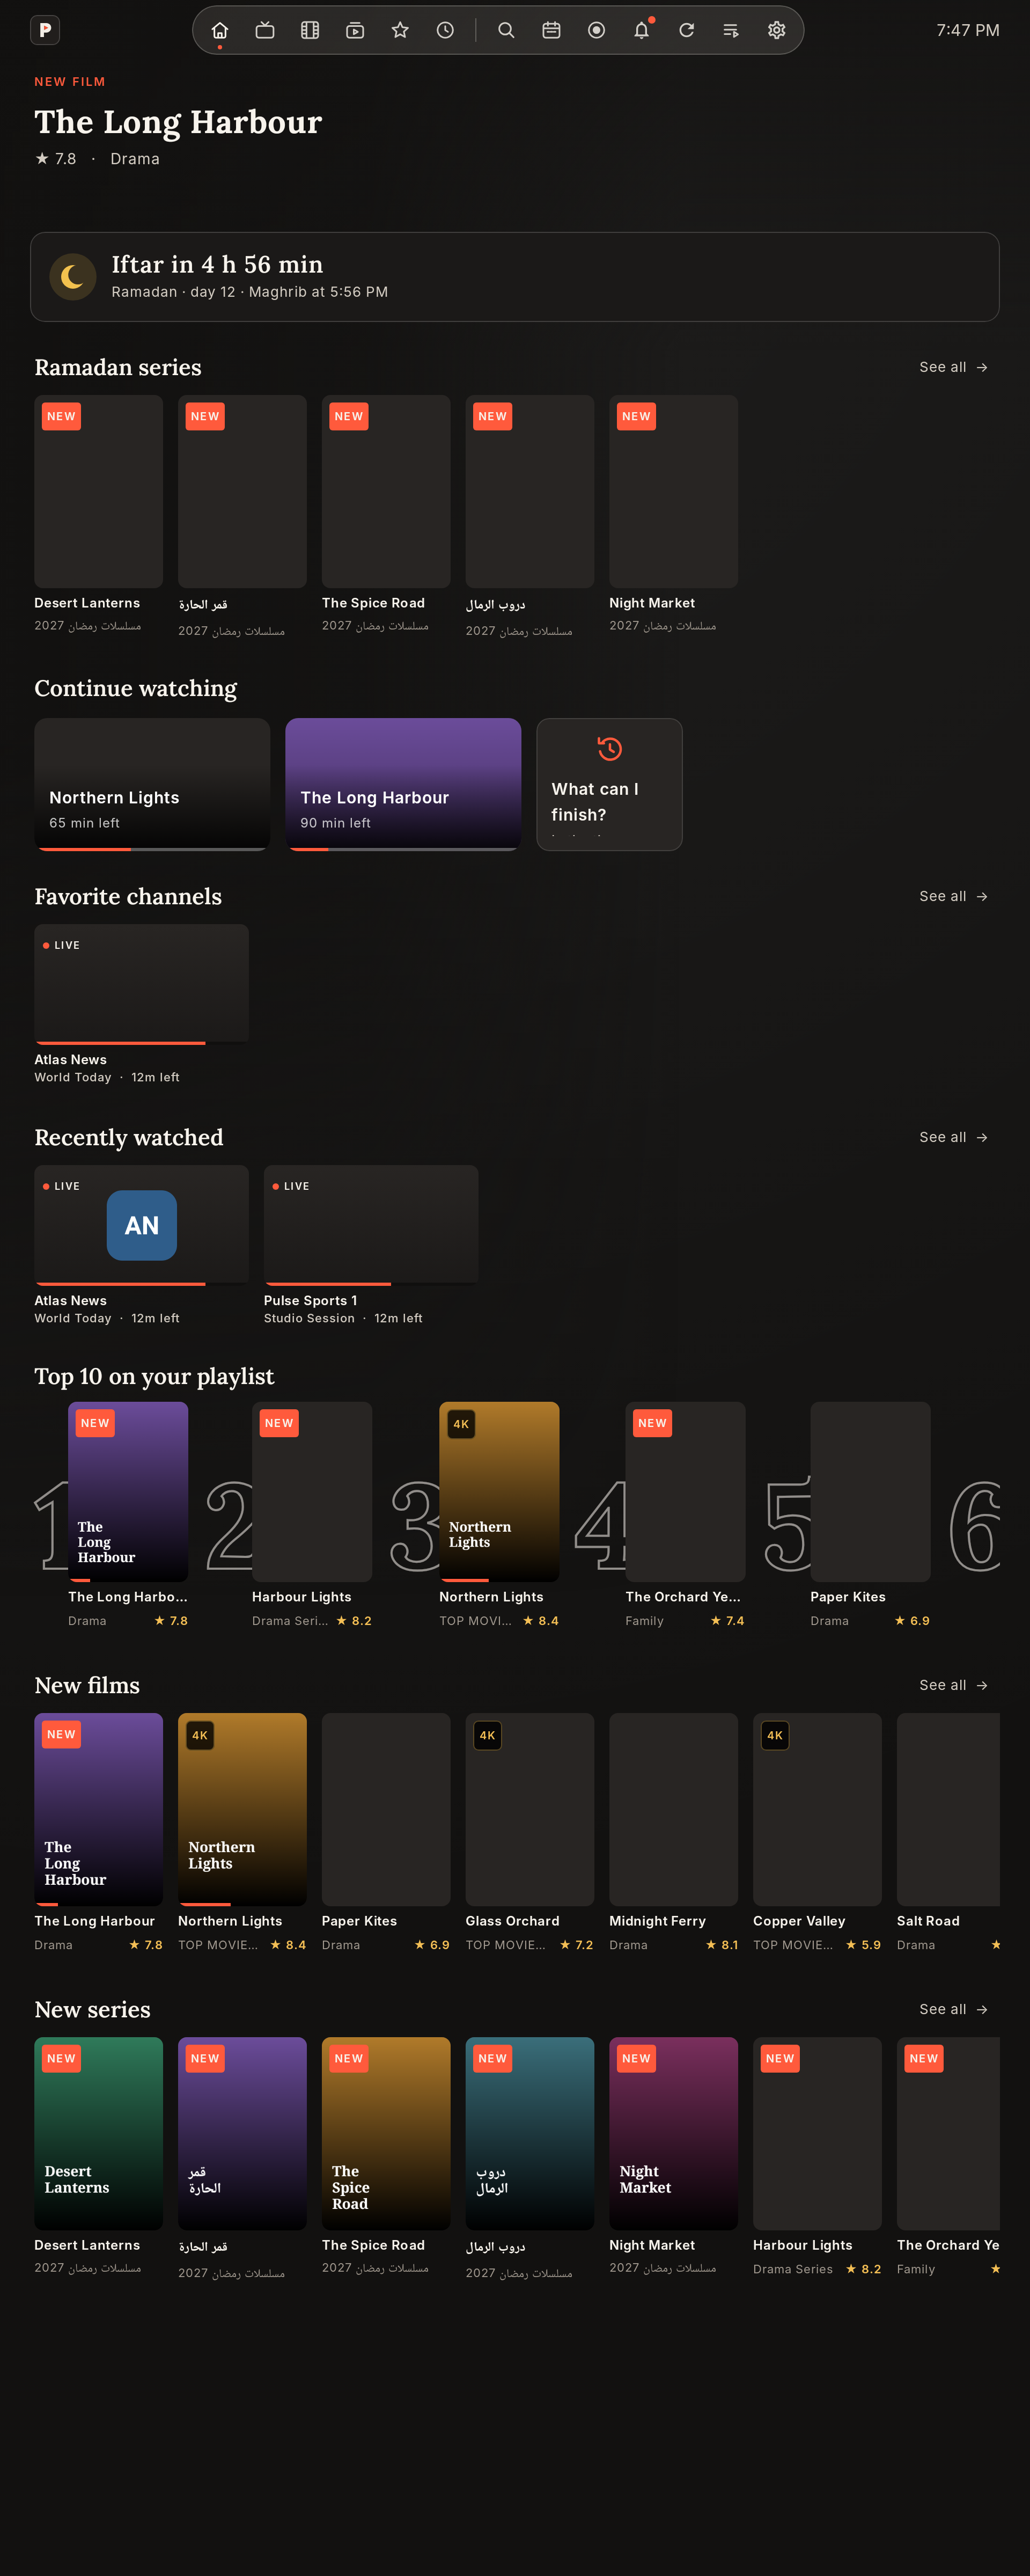 P
7:47 PM
NEW FILM
The Long Harbour
★ 7.8 · Drama
Iftar in 4 h 56 min
Ramadan · day 12 · Maghrib at 5:56 PM
Ramadan series
See all →
NEW
NEW
NEW
NEW
NEW
Desert Lanterns
قمر الحارة
The Spice Road
دروب الرمال
Night Market
مسلسلات رمضان 2027
مسلسلات رمضان 2027
مسلسلات رمضان 2027
مسلسلات رمضان 2027
مسلسلات رمضان 2027
Continue watching
Northern Lights
65 min left
The Long Harbour
90 min left
What can I
finish?
Favorite channels
See all →
LIVE
Atlas News
World Today · 12m left
Recently watched
See all →
LIVE
AN
LIVE
Atlas News
World Today · 12m left
Pulse Sports 1
Studio Session · 12m left
Top 10 on your playlist
1
NEW
The
Long
Harbour
The Long Harbo...
Drama ★ 7.8
2
NEW
Harbour Lights
Drama Seri... ★ 8.2
3
4K
Northern
Lights
Northern Lights
TOP MOVI... ★ 8.4
4
NEW
The Orchard Ye...
Family ★ 7.4
5
Paper Kites
Drama ★ 6.9
6
New films
See all →
NEW
The
Long
Harbour
The Long Harbour
Drama ★ 7.8
4K
Northern
Lights
Northern Lights
TOP MOVIE... ★ 8.4
Paper Kites
Drama ★ 6.9
4K
Glass Orchard
TOP MOVIE... ★ 7.2
Midnight Ferry
Drama ★ 8.1
4K
Copper Valley
TOP MOVIE... ★ 5.9
Salt Road
Drama ★
New series
See all →
NEW
Desert
Lanterns
Desert Lanterns
مسلسلات رمضان 2027
NEW
قمر
الحارة
قمر الحارة
مسلسلات رمضان 2027
NEW
The
Spice
Road
The Spice Road
مسلسلات رمضان 2027
NEW
دروب
الرمال
دروب الرمال
مسلسلات رمضان 2027
NEW
Night
Market
Night Market
مسلسلات رمضان 2027
NEW
Harbour Lights
Drama Series ★ 8.2
NEW
The Orchard Ye
Family ★